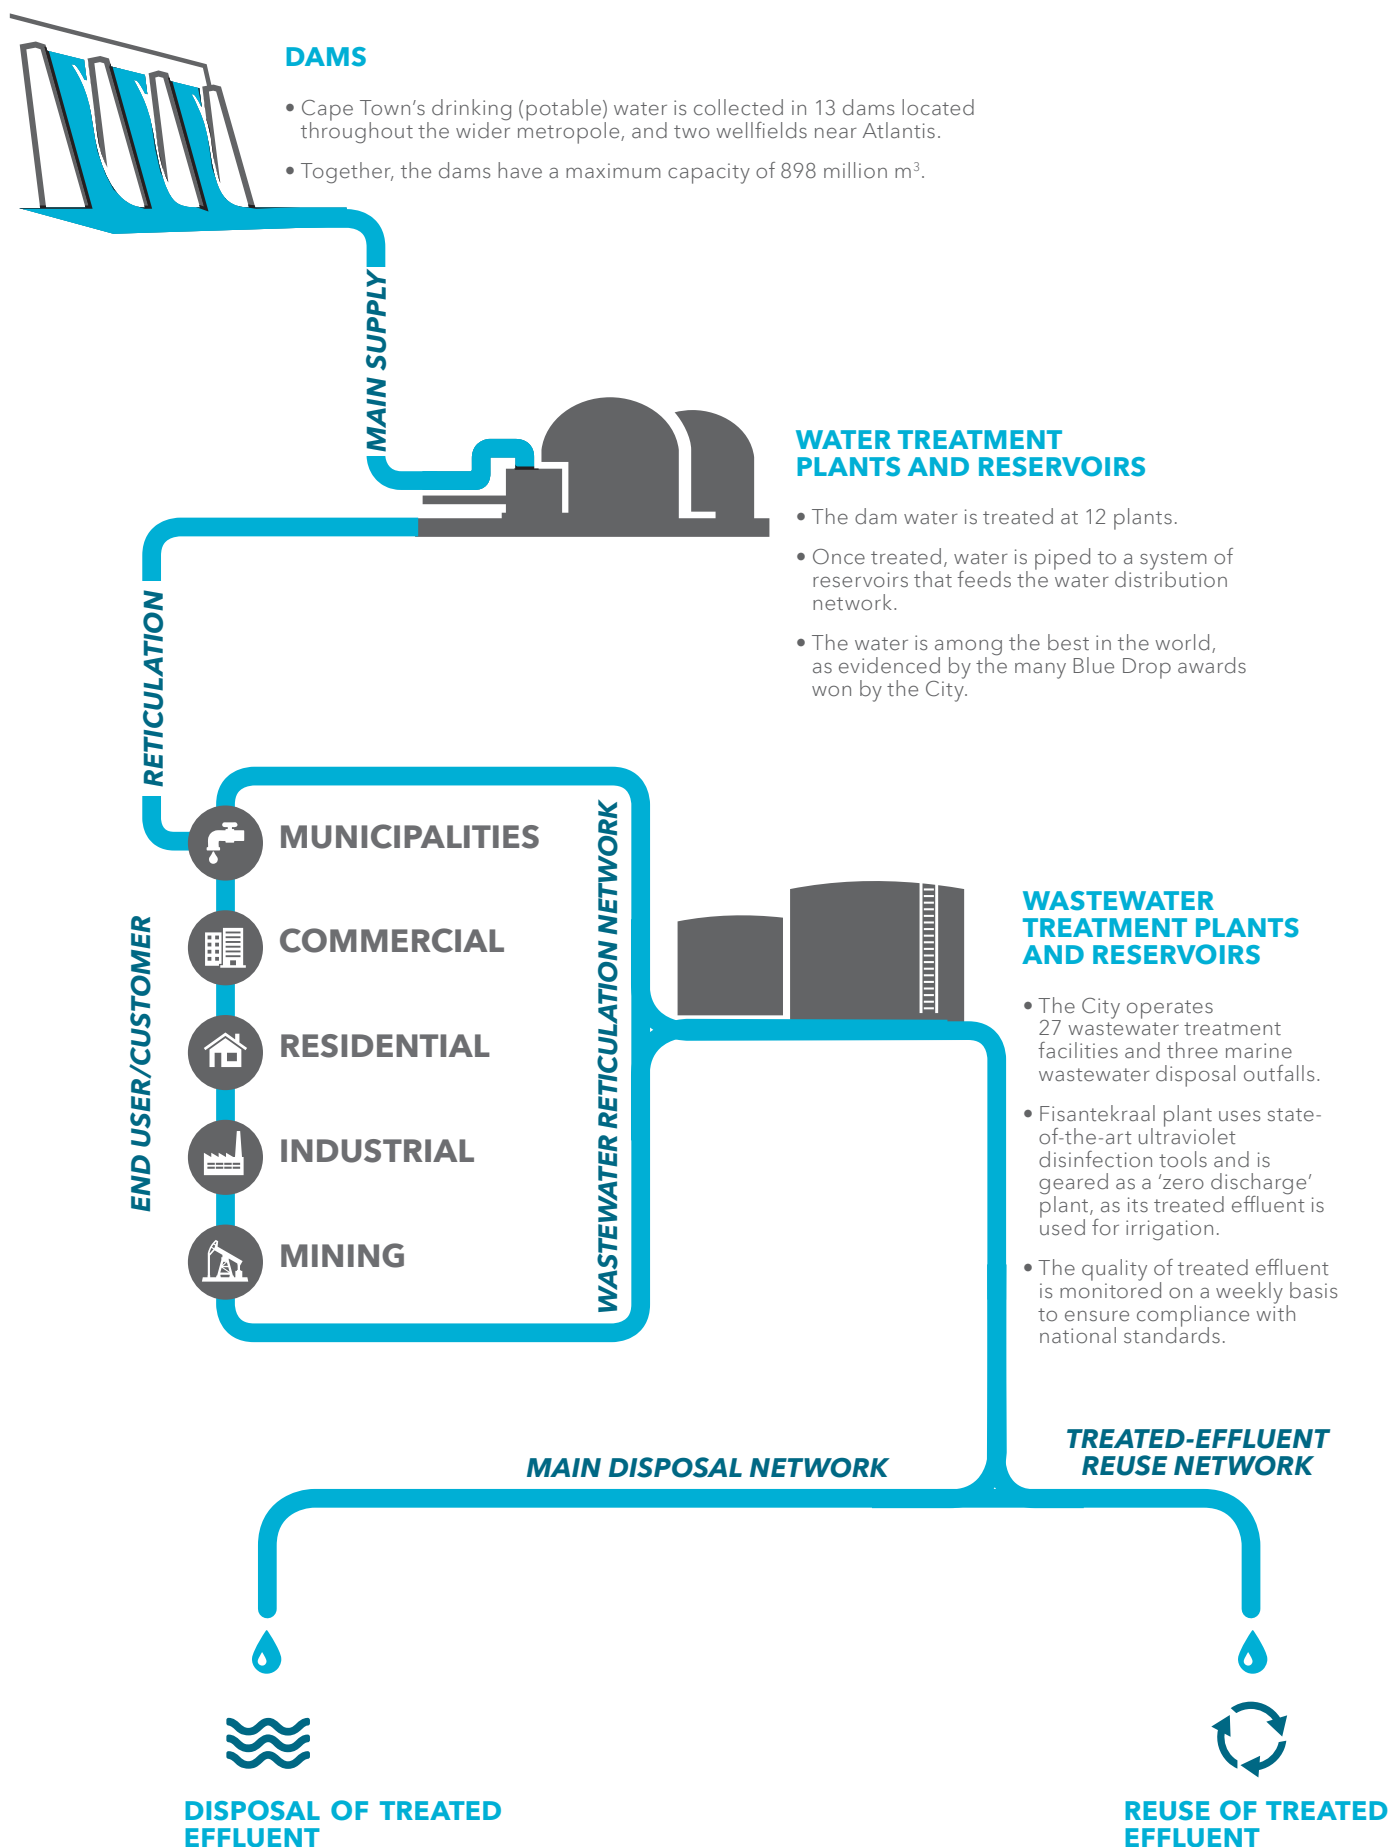 DAMS
• Cape Town’s drinking (potable) water is collected in 13 dams located
throughout the wider metropole, and two wellfields near Atlantis.
• Together, the dams have a maximum capacity of 898 million m³.
MAIN SUPPLY
WATER TREATMENT
PLANTS AND RESERVOIRS
• The dam water is treated at 12 plants.
• Once treated, water is piped to a system of
reservoirs that feeds the water distribution
network.
• The water is among the best in the world,
as evidenced by the many Blue Drop awards
won by the City.
RETICULATION
END USER/CUSTOMER
MUNICIPALITIES
COMMERCIAL
RESIDENTIAL
INDUSTRIAL
MINING
WASTEWATER RETICULATION NETWORK
WASTEWATER
TREATMENT PLANTS
AND RESERVOIRS
• The City operates
27 wastewater treatment
facilities and three marine
wastewater disposal outfalls.
• Fisantekraal plant uses state-
of-the-art ultraviolet
disinfection tools and is
geared as a ‘zero discharge’
plant, as its treated effluent is
used for irrigation.
• The quality of treated effluent
is monitored on a weekly basis
to ensure compliance with
national standards.
MAIN DISPOSAL NETWORK
TREATED-EFFLUENT
REUSE NETWORK
DISPOSAL OF TREATED
EFFLUENT
REUSE OF TREATED
EFFLUENT